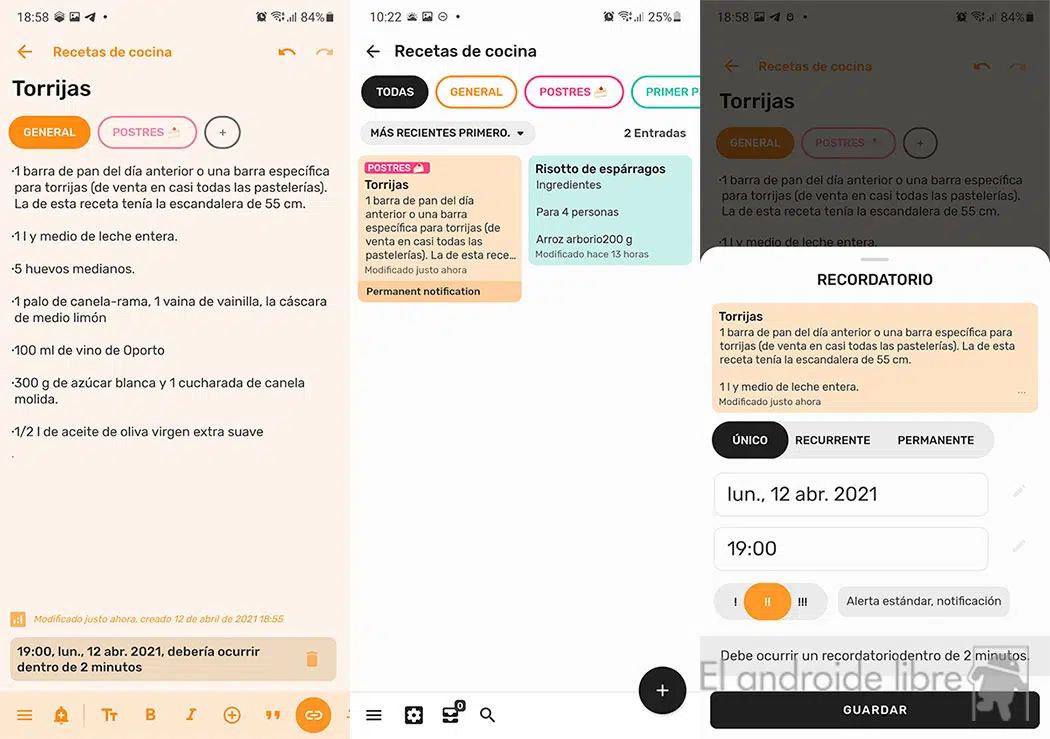 18:58
84%
Recetas de cocina
Torrijas
GENERAL
POSTRES
+
·1 barra de pan del día anterior o una barra específica
para torrijas (de venta en casi todas las pastelerías).
La de esta receta tenía la escandalera de 55 cm.
·1 l y medio de leche entera.
·5 huevos medianos.
·1 palo de canela-rama, 1 vaina de vainilla, la cáscara
de medio limón
·100 ml de vino de Oporto
·300 g de azúcar blanca y 1 cucharada de canela
molida.
·1/2 l de aceite de oliva virgen extra suave
.
Modificado justo ahora, creado 12 de abril de 2021 18:55
19:00, lun., 12 abr. 2021, debería ocurrir
dentro de 2 minutos
Tt B I
10:22
25%
Recetas de cocina
TODAS
GENERAL
POSTRES
PRIMER P
MÁS RECIENTES PRIMERO.
2 Entradas
POSTRES
Torrijas
1 barra de pan del día
anterior o una barra
específica para torrijas (de
venta en casi todas las
pastelerías). La de esta rece...
Modificado justo ahora
Permanent notification
Risotto de espárragos
Ingredientes
Para 4 personas
Arroz arborio200 g
Modificado hace 13 horas
+
0
18:58
84%
Recetas de cocina
Torrijas
GENERAL
POSTRES
+
·1 barra de pan del día anterior o una barra específica
para torrijas (de venta en casi todas las pastelerías).
La de esta receta tenía la escandalera de 55 cm.
·1 l y medio de leche entera.
RECORDATORIO
Torrijas
1 barra de pan del día anterior o una barra específica para
torrijas (de venta en casi todas las pastelerías). La de esta
receta tenía la escandalera de 55 cm.
1 l y medio de leche entera.
...
Modificado justo ahora
ÚNICO
RECURRENTE
PERMANENTE
lun., 12 abr. 2021
19:00
! !! !!!
Alerta estándar, notificación
Debe ocurrir un recordatoriodentro de 2 minutos.
El androide libre
GUARDAR